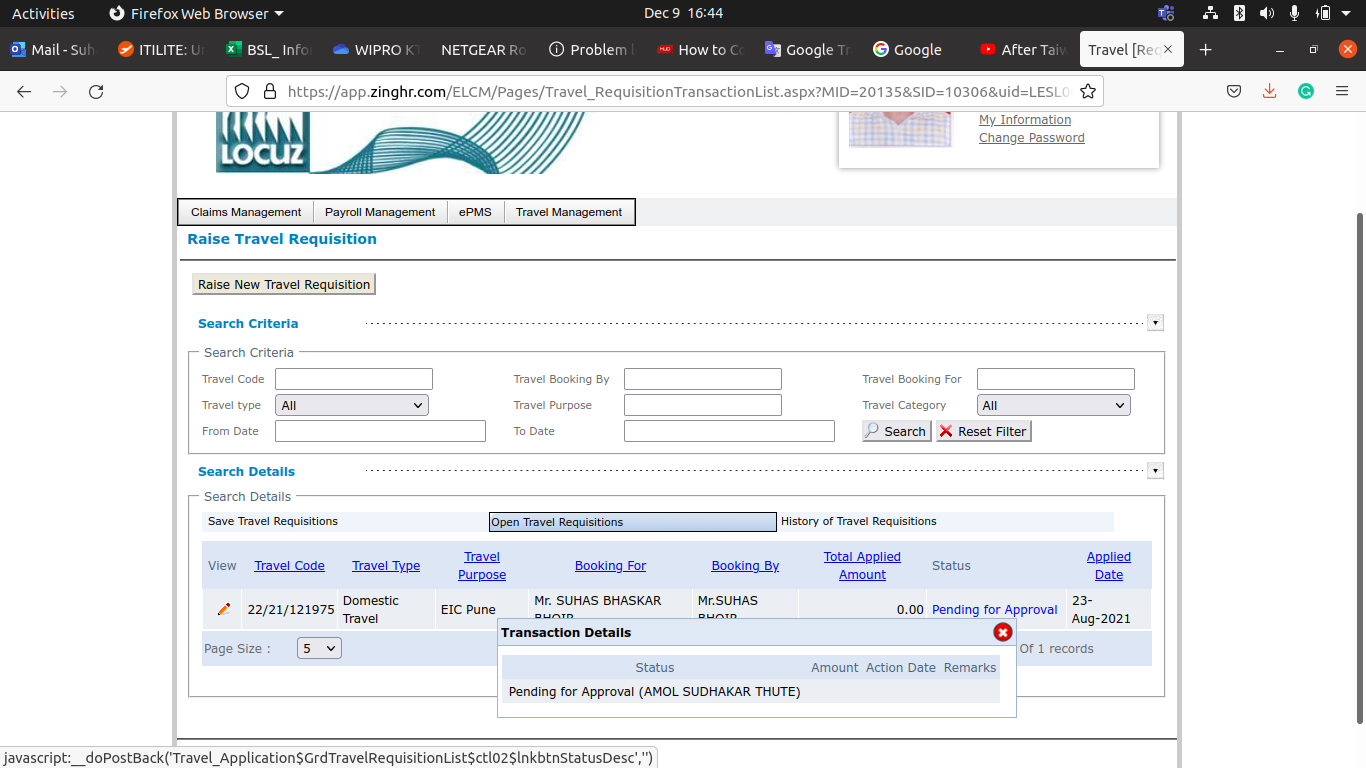 Activities
Firefox Web Browser
Dec 9 16:44
Mail - Suh
ITILITE: Ur
BSL_ Info
WIPRO KT
NETGEAR Ro
Problem l
How to Co
Google Tr
Google
After Taiw
Travel [Req
https://app.zinghr.com/ELCM/Pages/Travel_RequisitionTransactionList.aspx?MID=20135&SID=10306&uid=LESL0
LOCUZ
My Information
Change Password
Claims Management
Payroll Management
ePMS
Travel Management
Raise Travel Requisition
Raise New Travel Requisition
Search Criteria
Search Criteria
Travel Code
Travel Booking By
Travel Booking For
Travel type
All
Travel Purpose
Travel Category
All
From Date
To Date
Search
Reset Filter
Search Details
Search Details
Save Travel Requisitions
Open Travel Requisitions
History of Travel Requisitions
View
Travel Code
Travel Type
Travel
Purpose
Booking For
Booking By
Total Applied
Amount
Status
Applied
Date
22/21/121975
Domestic
Travel
EIC Pune
Mr. SUHAS BHASKAR
BHOIR
Mr.SUHAS
BHOIR
0.00
Pending for Approval
23-
Aug-2021
Page Size :
5
Of 1 records
Transaction Details
Status
Amount
Action Date
Remarks
Pending for Approval (AMOL SUDHAKAR THUTE)
javascript:__doPostBack('Travel_Application$GrdTravelRequisitionList$ctl02$lnkbtnStatusDesc','')